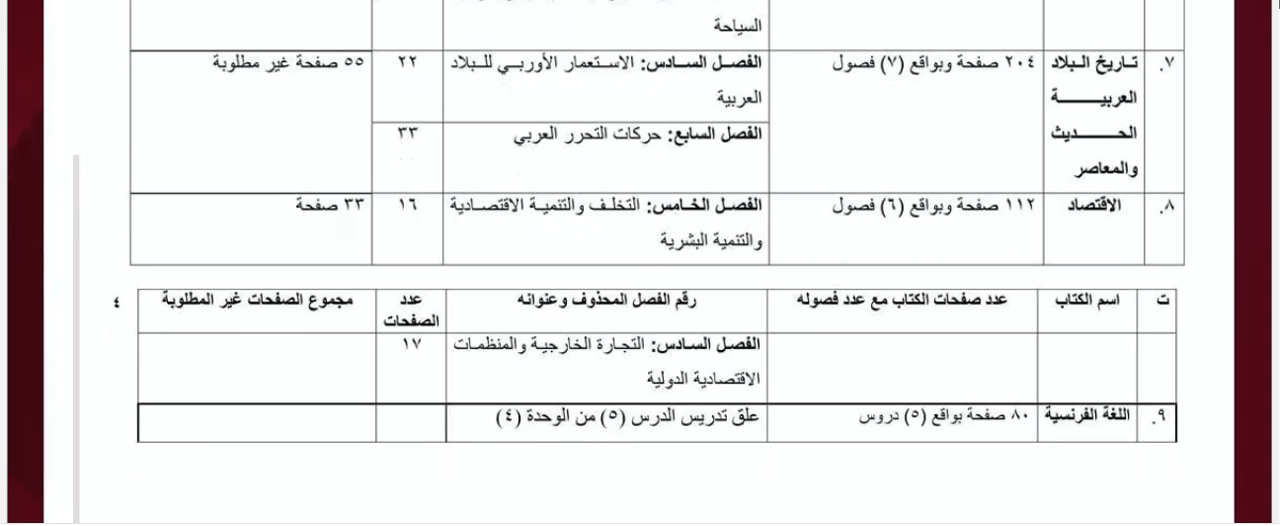 السياحة
٧. تاريخ البلاد ٢٠٤ صفحة وبواقع (٧) فصول الفصل السادس: الاستعمار الأوربي للبلاد ٢٢ ٥٥ صفحة غير مطلوبة
العربية العربية
الحديث الفصل السابع: حركات التحرر العربي ٣٣
والمعاصر
٨. الاقتصاد ١١٢ صفحة وبواقع (٦) فصول الفصل الخامس: التخلف والتنمية الاقتصادية ١٦ ٣٣ صفحة
والتنمية البشرية
ت اسم الكتاب عدد صفحات الكتاب مع عدد فصوله رقم الفصل المحذوف وعنوانه عدد مجموع الصفحات غير المطلوبة ٤
الصفحات
الفصل السادس: التجارة الخارجية والمنظمات ١٧
الاقتصادية الدولية
٩. اللغة الفرنسية ٨٠ صفحة بواقع (٥) دروس علق تدريس الدرس (٥) من الوحدة (٤)